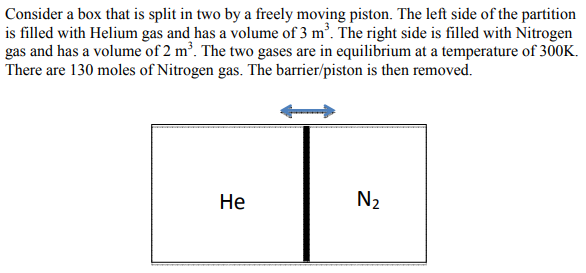 Consider a box that is split in two by a freely moving piston. The left side of the partition
is filled with Helium gas and has a volume of 3 m³. The right side is filled with Nitrogen
gas and has a volume of 2 m³. The two gases are in equilibrium at a temperature of 300K.
There are 130 moles of Nitrogen gas. The barrier/piston is then removed.
He N₂